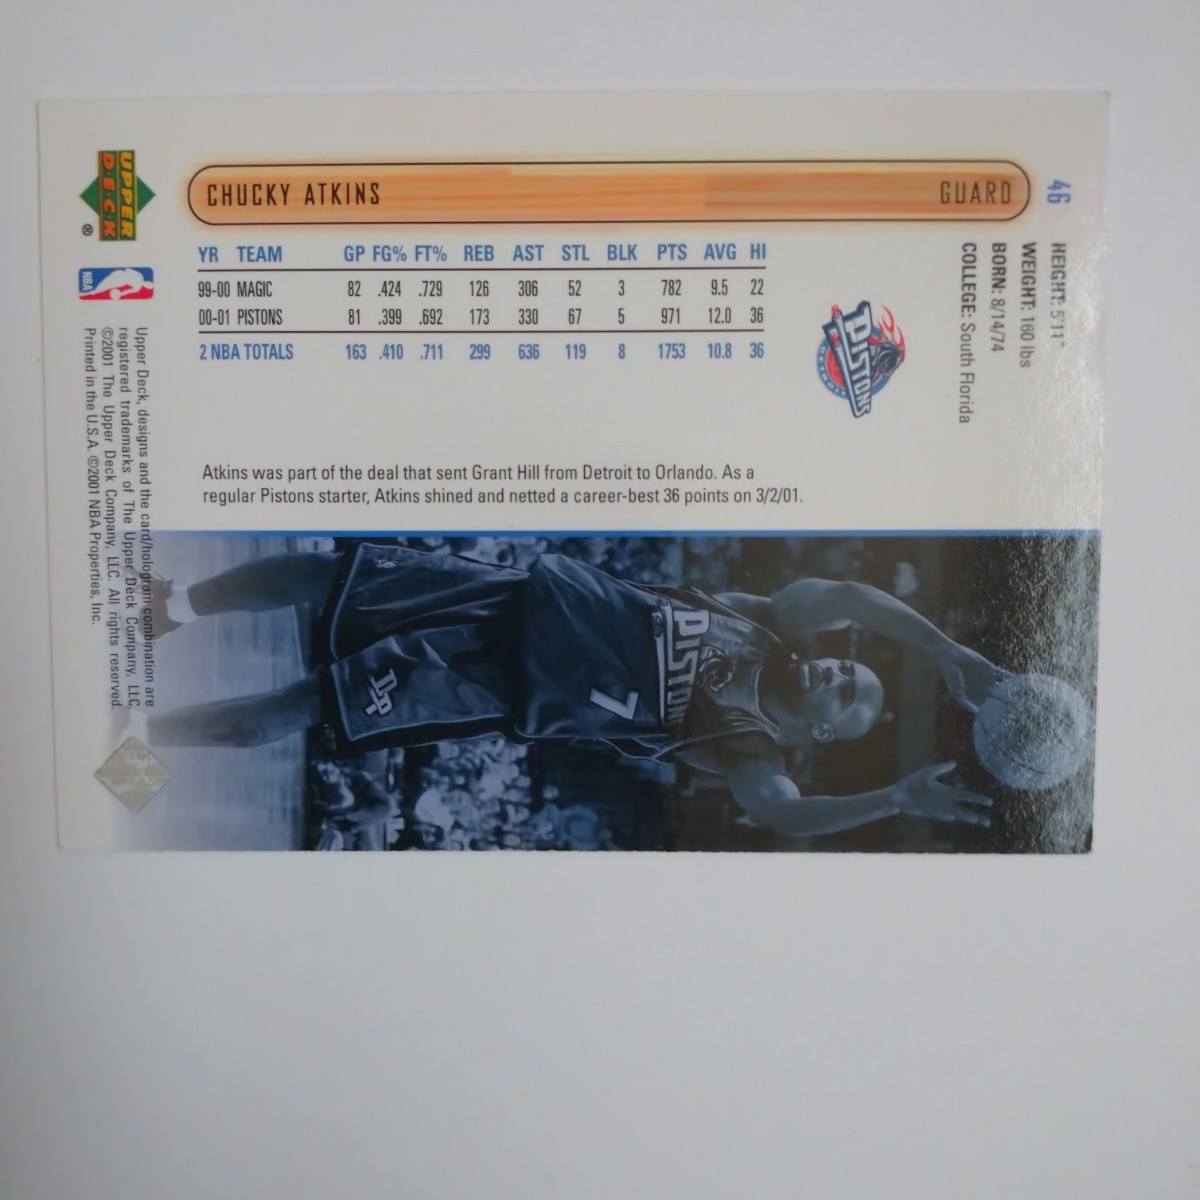 CHUCKY ATKINS GUARD
46
YR TEAM GP FG% FT% REB AST STL BLK PTS AVG HI
99-00 MAGIC 82 .424 .729 126 306 52 3 782 9.5 22
00-01 PISTONS 81 .399 .692 173 330 67 5 971 12.0 36
2 NBA TOTALS 163 .410 .711 299 636 119 8 1753 10.8 36
HEIGHT: 5'11"
WEIGHT: 160 lbs
BORN: 8/14/74
COLLEGE: South Florida
PISTONS
DETROIT
Atkins was part of the deal that sent Grant Hill from Detroit to Orlando. As a
regular Pistons starter, Atkins shined and netted a career-best 36 points on 3/2/01.
UPPER
DECK
®
NBA
Upper Deck, designs and the card/hologram combination are
registered trademarks of The Upper Deck Company, LLC.
©2001 The Upper Deck Company, LLC. All rights reserved.
Printed in the U.S.A. ©2001 NBA Properties, Inc.
PISTON
7
DP